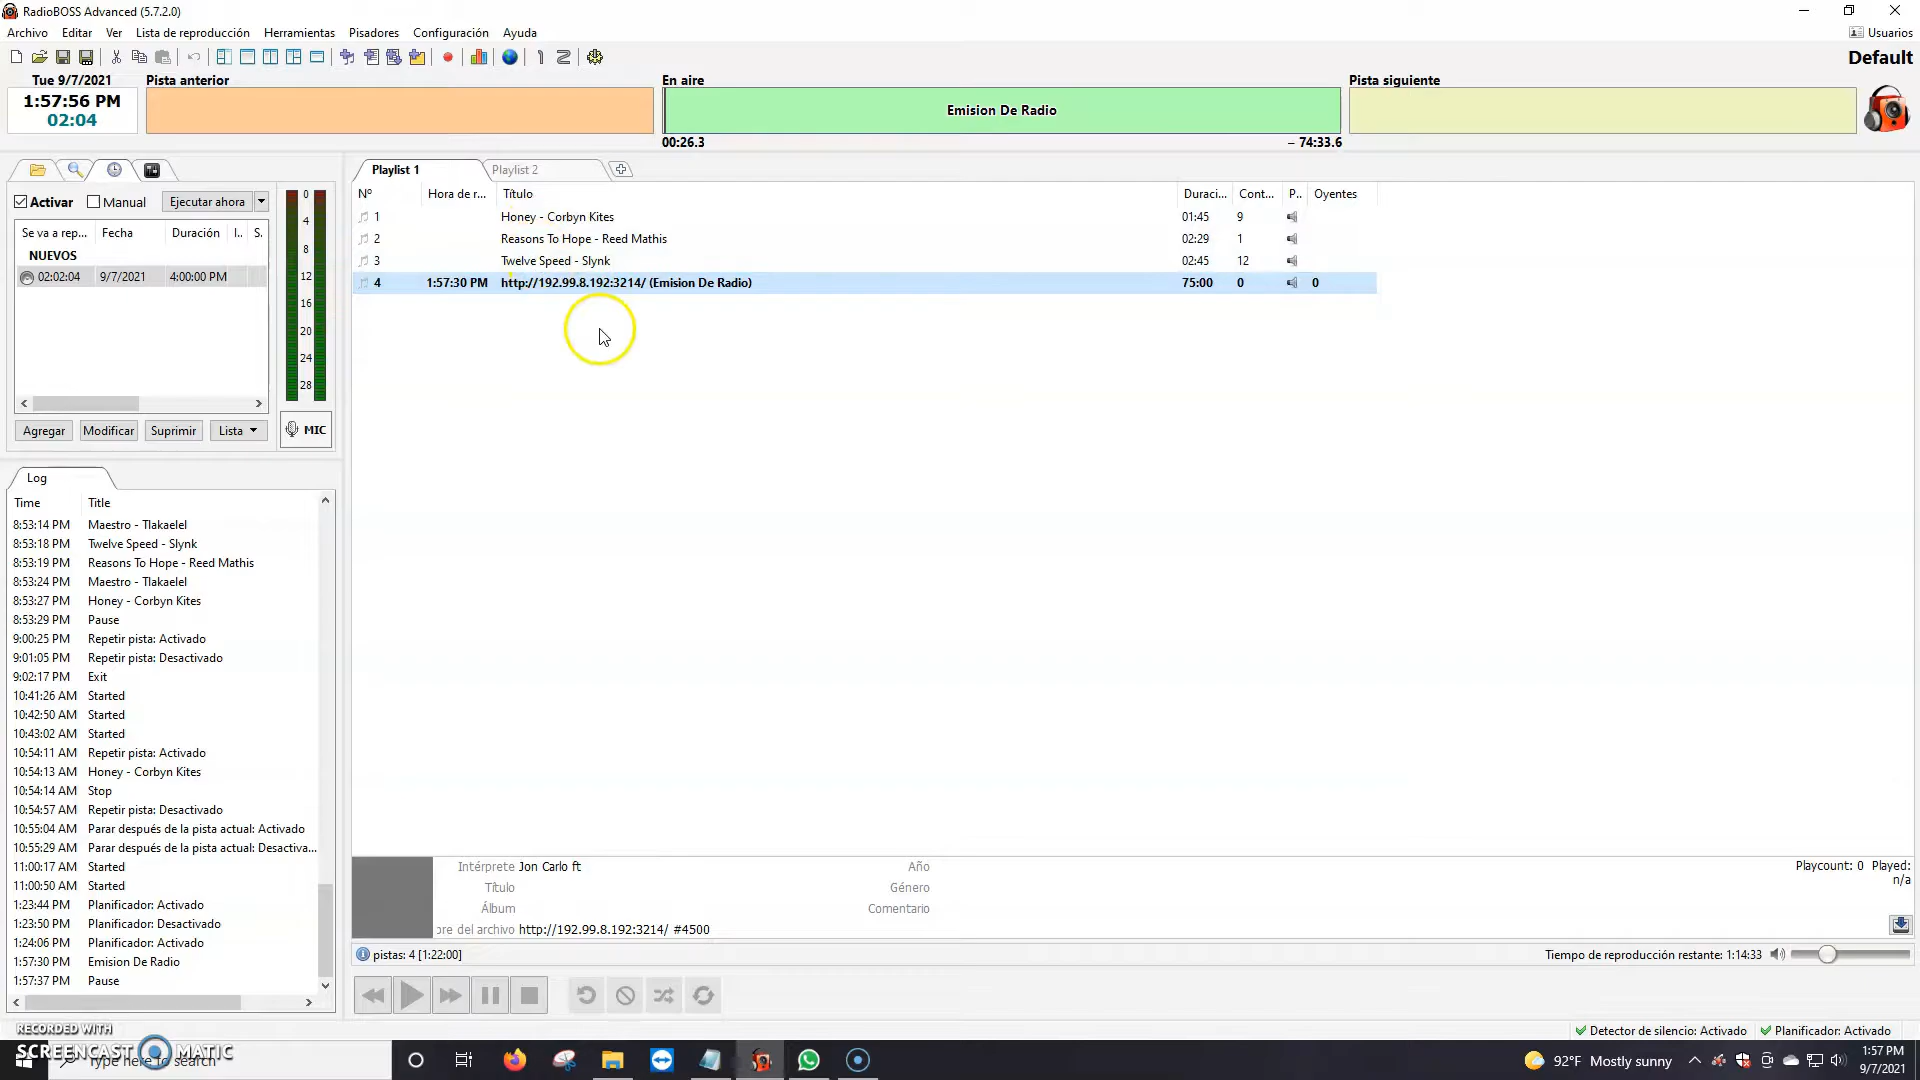 RadioBOSS Advanced (5.7.2.0)
Archivo Editar Ver Lista de reproducción Herramientas Pisadores Configuración Ayuda Usuarios
Default
Tue 9/7/2021 Pista anterior En aire Pista siguiente
1:57:56 PM
02:04
Emision De Radio
00:26.3 – 74:33.6
Playlist 1 Playlist 2
Activar Manual Ejecutar ahora
Nº Hora de r... Título Duraci... Cont... P.. Oyentes
1 Honey - Corbyn Kites 01:45 9
2 Reasons To Hope - Reed Mathis 02:29 1
3 Twelve Speed - Slynk 02:45 12
4 1:57:30 PM http://192.99.8.192:3214/ (Emision De Radio) 75:00 0 0
Se va a rep... Fecha Duración I.. S.
NUEVOS
02:02:04 9/7/2021 4:00:00 PM
0
4
8
12
16
20
24
28
Agregar Modificar Suprimir Lista MIC
Log
Time Title
8:53:14 PM Maestro - Tlakaelel
8:53:18 PM Twelve Speed - Slynk
8:53:19 PM Reasons To Hope - Reed Mathis
8:53:24 PM Maestro - Tlakaelel
8:53:27 PM Honey - Corbyn Kites
8:53:29 PM Pause
9:00:25 PM Repetir pista: Activado
9:01:05 PM Repetir pista: Desactivado
9:02:17 PM Exit
10:41:26 AM Started
10:42:50 AM Started
10:43:02 AM Started
10:54:11 AM Repetir pista: Activado
10:54:13 AM Honey - Corbyn Kites
10:54:14 AM Stop
10:54:57 AM Repetir pista: Desactivado
10:55:04 AM Parar después de la pista actual: Activado
10:55:29 AM Parar después de la pista actual: Desactiva...
11:00:17 AM Started
11:00:50 AM Started
1:23:44 PM Planificador: Activado
1:23:50 PM Planificador: Desactivado
1:24:06 PM Planificador: Activado
1:57:30 PM Emision De Radio
1:57:37 PM Pause
Intérprete Jon Carlo ft Año
Título Género
Álbum Comentario
ore del archivo http://192.99.8.192:3214/ #4500
Playcount: 0 Played:
n/a
pistas: 4 [1:22:00] Tiempo de reproducción restante: 1:14:33
Detector de silencio: Activado Planificador: Activado
RECORDED WITH
SCREENCAST MATIC
Type here to search
92°F Mostly sunny
1:57 PM
9/7/2021